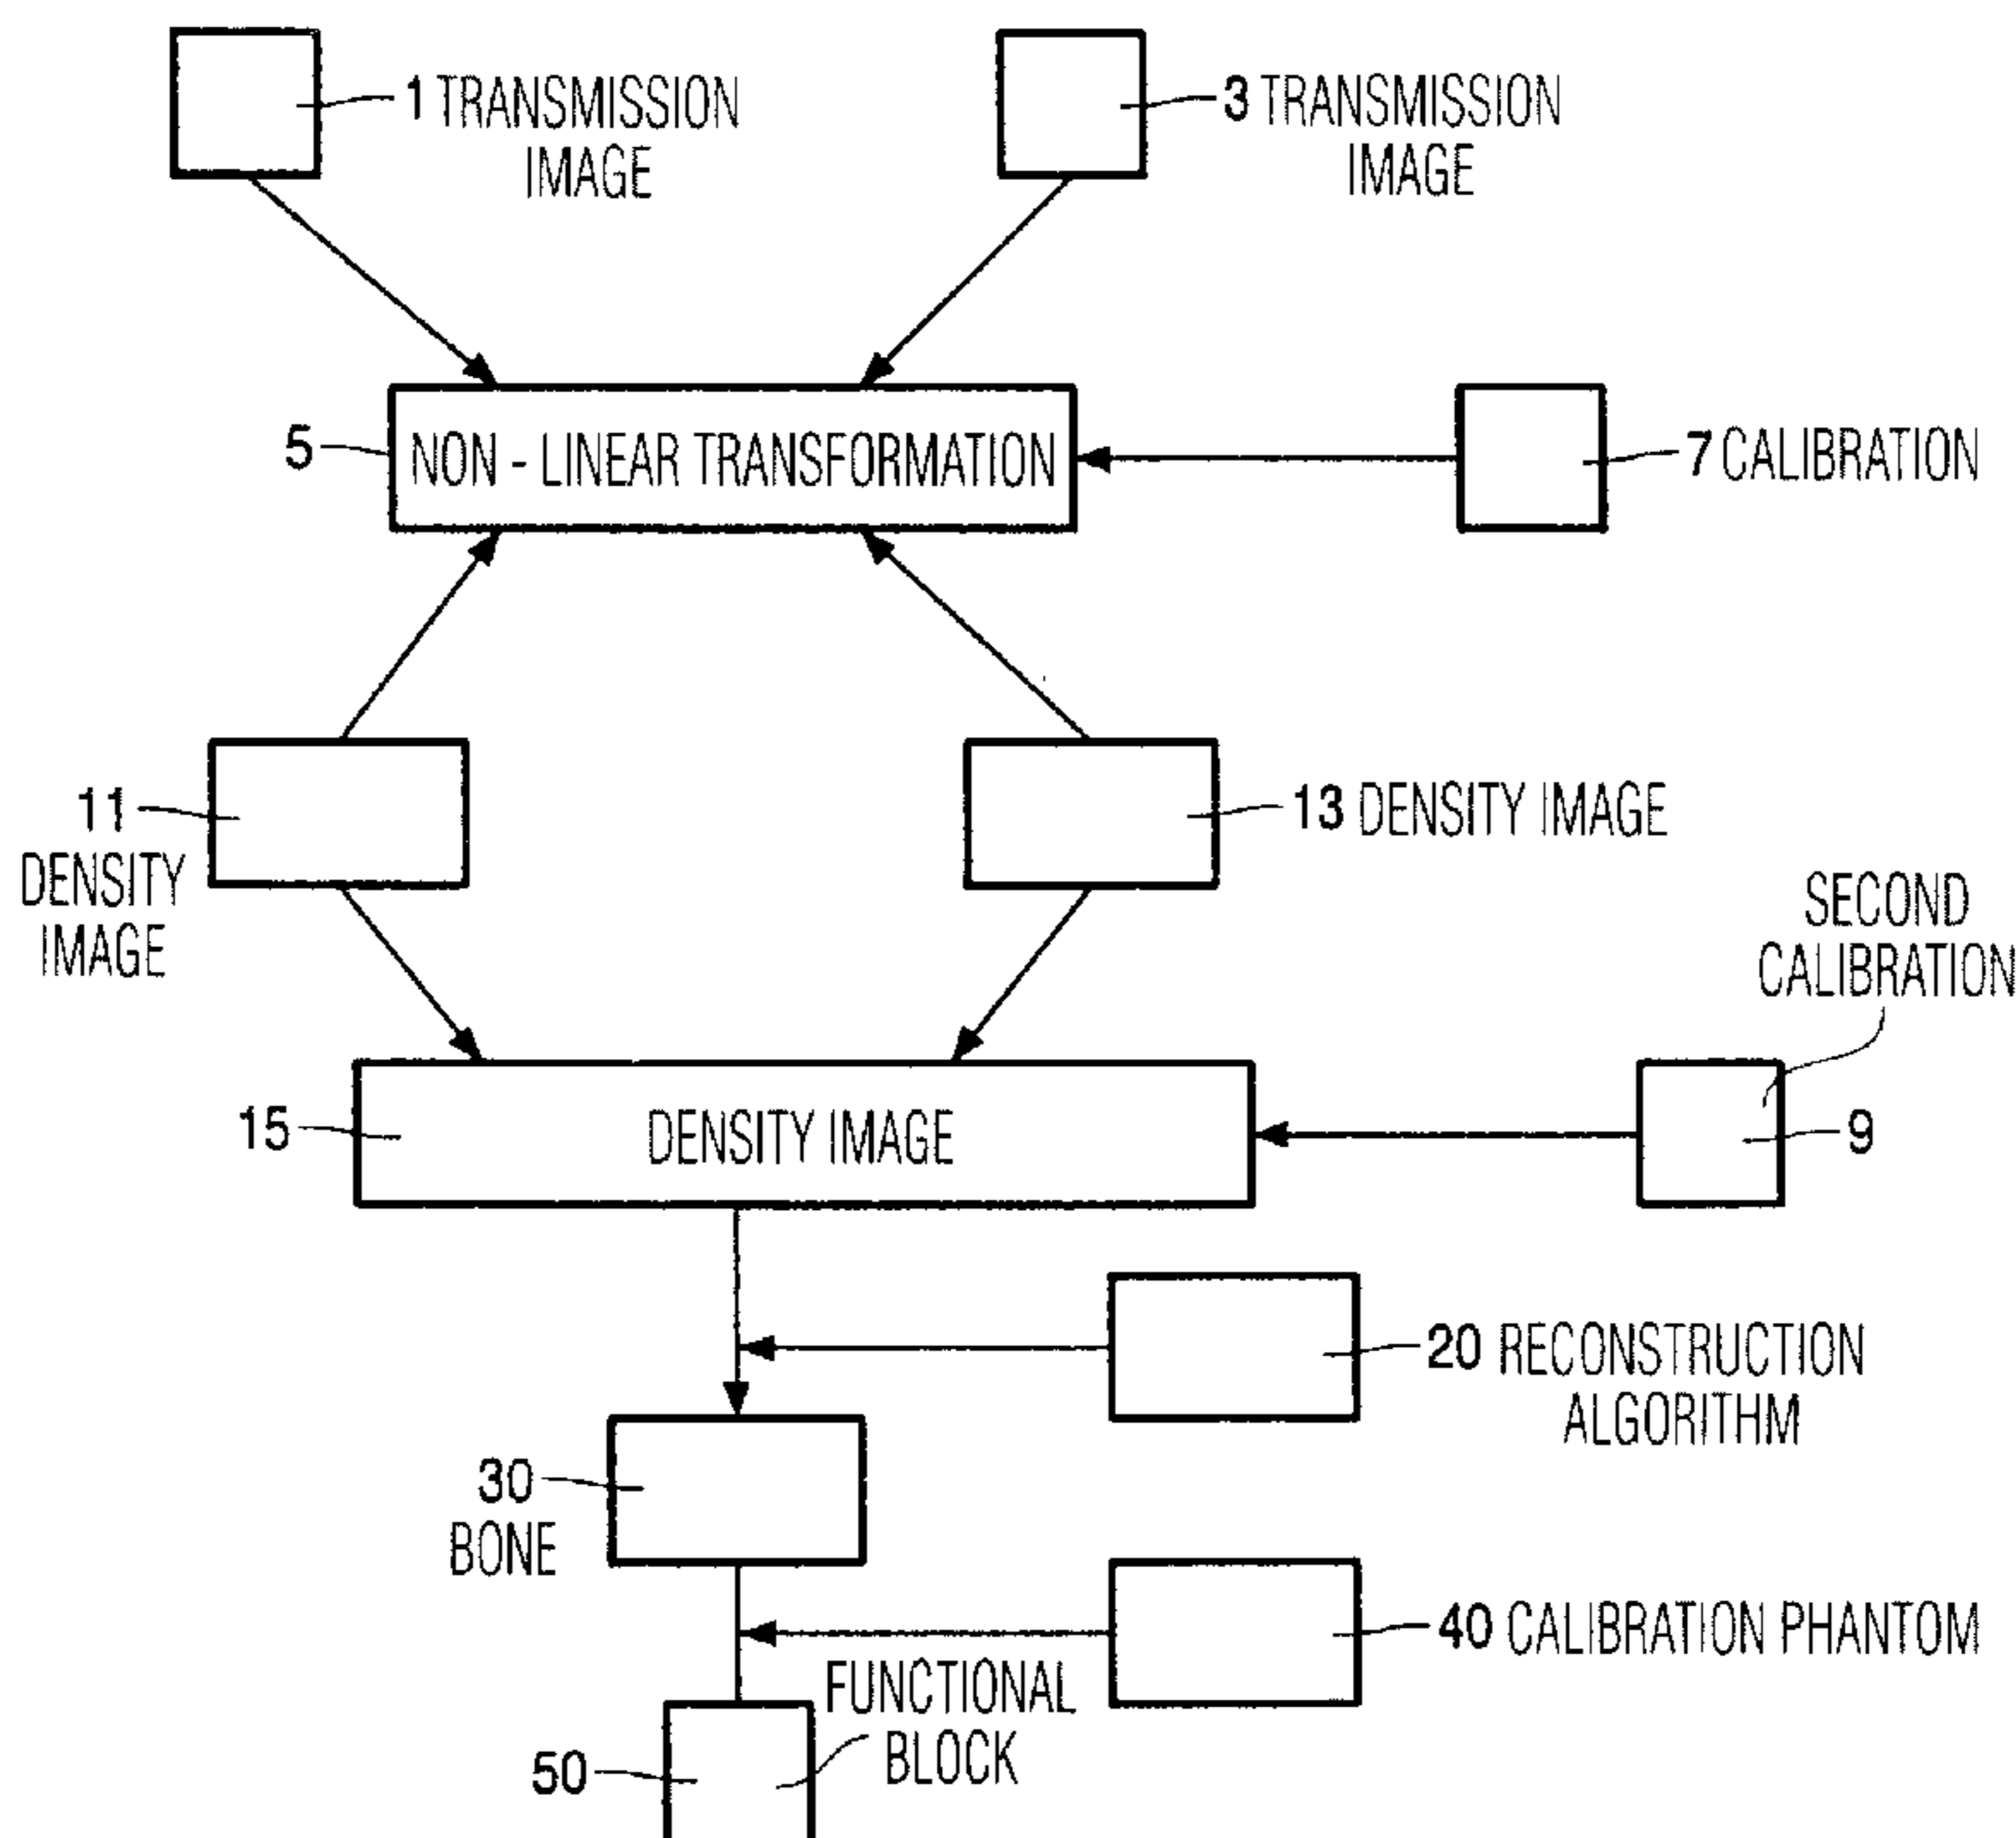 1 TRANSMISSION
IMAGE
3 TRANSMISSION
IMAGE
5
NON - LINEAR TRANSFORMATION
7 CALIBRATION
11
DENSITY
IMAGE
13 DENSITY IMAGE
SECOND
CALIBRATION
15
DENSITY IMAGE
9
20 RECONSTRUCTION
ALGORITHM
30
BONE
40 CALIBRATION PHANTOM
FUNCTIONAL
BLOCK
50